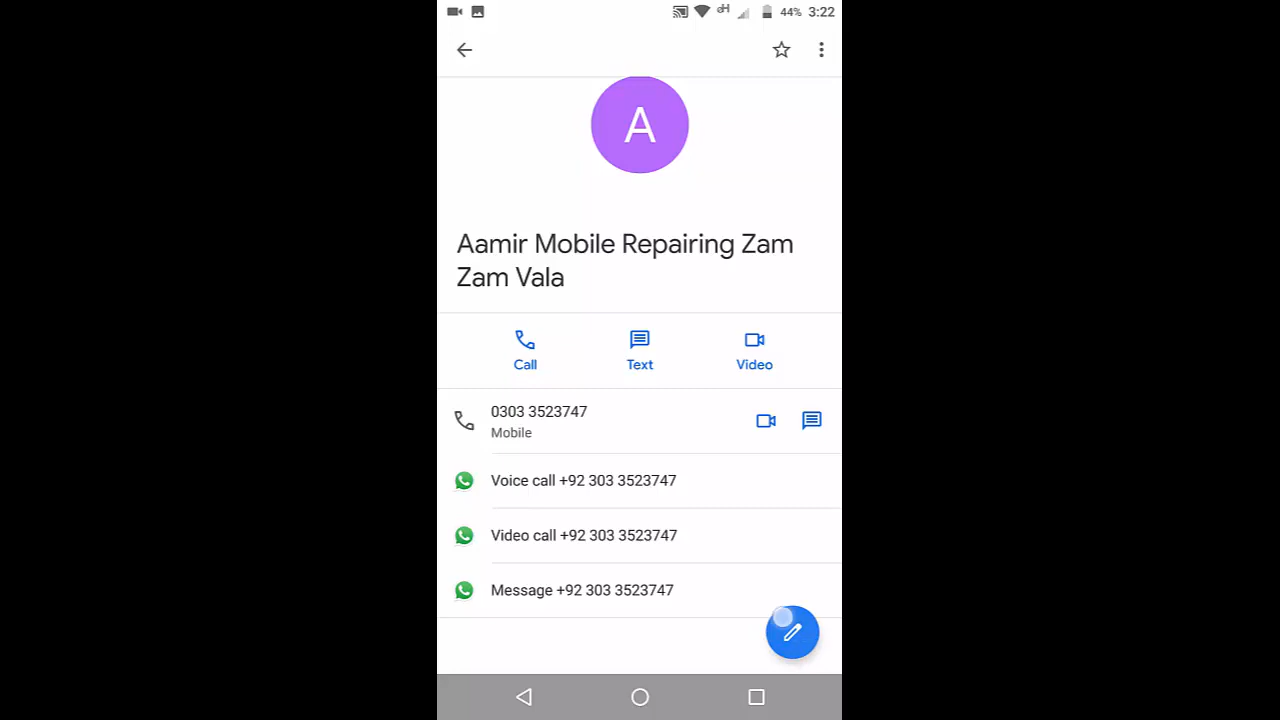 44% 3:22
A
Aamir Mobile Repairing Zam
Zam Vala
Call Text Video
0303 3523747
Mobile
Voice call +92 303 3523747
Video call +92 303 3523747
Message +92 303 3523747